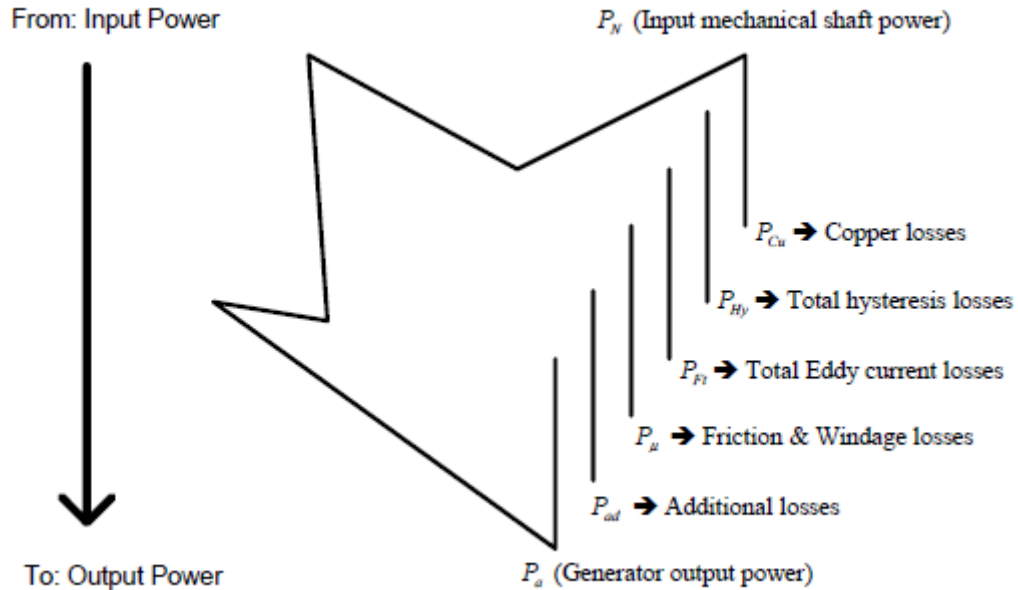 From: Input Power
P_N (Input mechanical shaft power)
P_Cu ➔ Copper losses
P_Hy ➔ Total hysteresis losses
P_Ft ➔ Total Eddy current losses
P_μ ➔ Friction & Windage losses
P_ad ➔ Additional losses
To: Output Power
P_a (Generator output power)